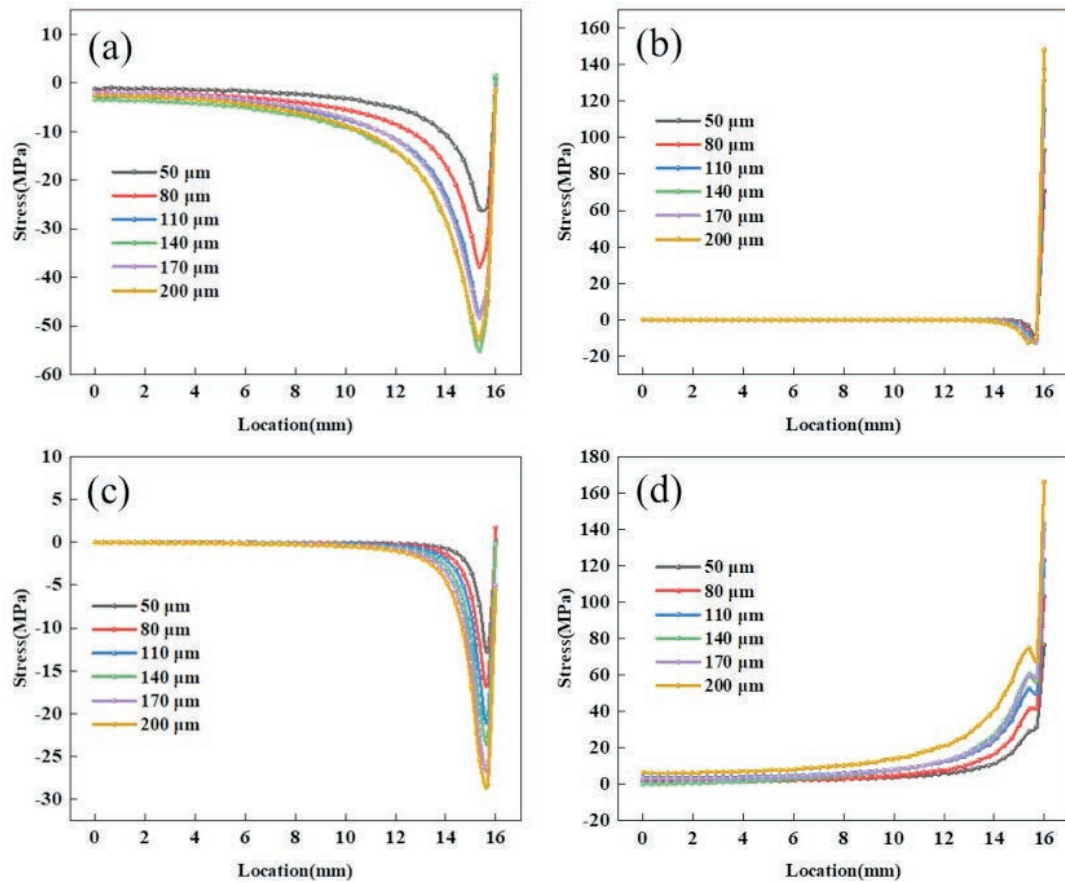 (a)
10
0
-10
-20
-30
-40
-50
-60
Stress(MPa)
50 μm
80 μm
110 μm
140 μm
170 μm
200 μm
0 2 4 6 8 10 12 14 16
Location(mm)
(b)
160
140
120
100
80
60
40
20
0
-20
Stress(MPa)
50 μm
80 μm
110 μm
140 μm
170 μm
200 μm
0 2 4 6 8 10 12 14 16
Location(mm)
(c)
10
5
0
-5
-10
-15
-20
-25
-30
Stress(MPa)
50 μm
80 μm
110 μm
140 μm
170 μm
200 μm
0 2 4 6 8 10 12 14 16
Location(mm)
(d)
180
160
140
120
100
80
60
40
20
0
-20
Stress(MPa)
50 μm
80 μm
110 μm
140 μm
170 μm
200 μm
0 2 4 6 8 10 12 14 16
Location(mm)